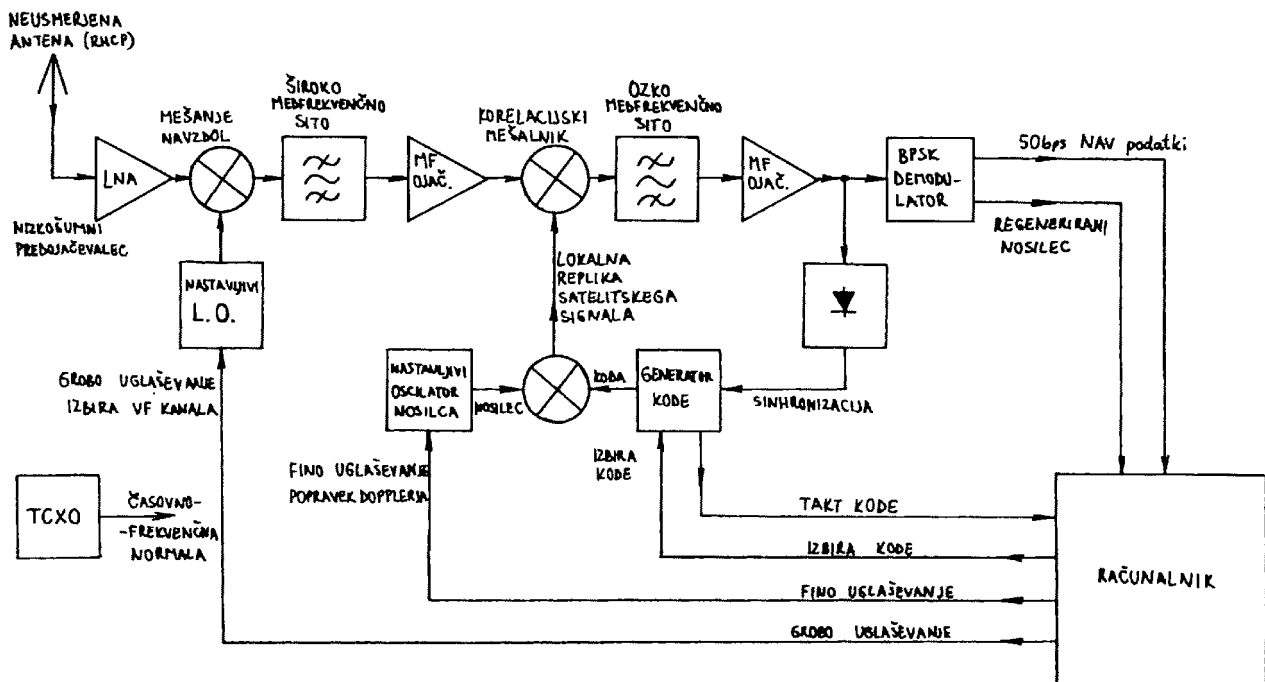 NEUSMERJENA
ANTENA (RHCP)
LNA
NIZKOŠUMNI
PREDOJAČEVALEC
MEŠANJE
NAVZDOL
ŠIROKO
MEDFREKVENČNO
SITO
MF
OJAČ.
KORELACIJSKI
MEŠALNIK
OZKO
MEDFREKVENČNO
SITO
MF
OJAČ.
BPSK
DEMODU-
LATOR
50bps NAV podatki
REGENERIRANI
NOSILEC
NASTAVLJIVI
L.O.
LOKALNA
REPLIKA
SATELITSKEGA
SIGNALA
GROBO UGLAŠEVANJE
IZBIRA VF KANALA
NASTAVLJIVI
OSCILATOR
NOSILCA
NOSILEC
KODA
GENERATOR
KODE
SINHRONIZACIJA
FINO UGLAŠEVANJE
POPRAVEK DOPPLERJA
IZBIRA
KODE
TCXO
ČASOVNO-
-FREKVENČNA
NORMALA
TAKT KODE
IZBIRA KODE
FINO UGLAŠEVANJE
GROBO UGLAŠEVANJE
RAČUNALNIK